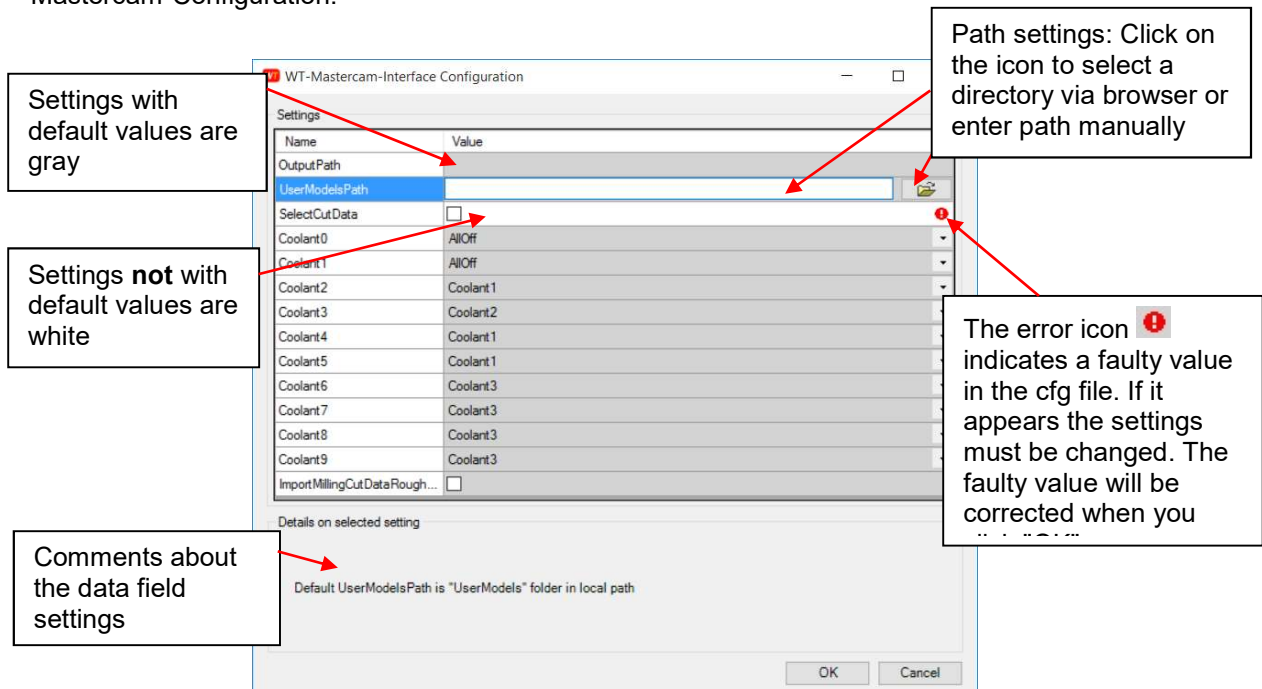 Mastercam-Configuration.
Path settings: Click on
the icon to select a
directory via browser or
enter path manually
Settings with
default values are
gray
Settings not with
default values are
white
Comments about
the data field
settings
WT-Mastercam-Interface Configuration
Settings
Name Value
OutputPath
UserModelsPath
SelectCutData
Coolant0 AllOff
Coolant1 AllOff
Coolant2 Coolant1
Coolant3 Coolant2
Coolant4 Coolant1
Coolant5 Coolant1
Coolant6 Coolant3
Coolant7 Coolant3
Coolant8 Coolant3
Coolant9 Coolant3
ImportMillingCutDataRough...
Details on selected setting
Default UserModelsPath is "UserModels" folder in local path
OK Cancel
The error icon
indicates a faulty value
in the cfg file. If it
appears the settings
must be changed. The
faulty value will be
corrected when you